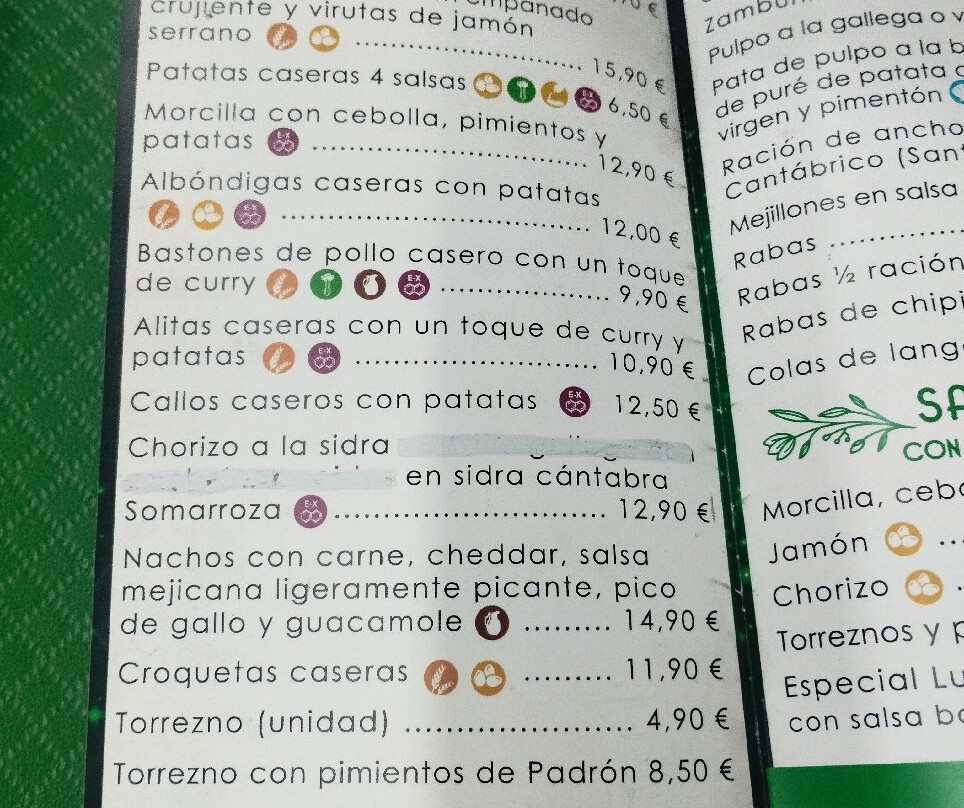 crujiente y virutas de jamón
serrano .............................. 15,90 €
Patatas caseras 4 salsas 6,50 €
Morcilla con cebolla, pimientos y
patatas .................................. 12,90 €
Albóndigas caseras con patatas
..................................... 12,00 €
Bastones de pollo casero con un toque
de curry .................... 9,90 €
Alitas caseras con un toque de curry y
patatas ............................. 10,90 €
Callos caseros con patatas 12,50 €
Chorizo a la sidra
en sidra cántabra
Somarroza ................................ 12,90 €
Nachos con carne, cheddar, salsa
mejicana ligeramente picante, pico
de gallo y guacamole ......... 14,90 €
Croquetas caseras ......... 11,90 €
Torrezno (unidad) ....................... 4,90 €
Torrezno con pimientos de Padrón 8,50 €
Pulpo a la gallega o
Pata de pulpo a la
de puré de patata
virgen y pimentón
Ración de
Cantábrico
Mejillones en salsa
Rabas ............
Rabas ½ ración
Rabas de
Colas de
CON
Morcilla,
Jamón ...
Chorizo .
Torreznos y
Especial
con salsa